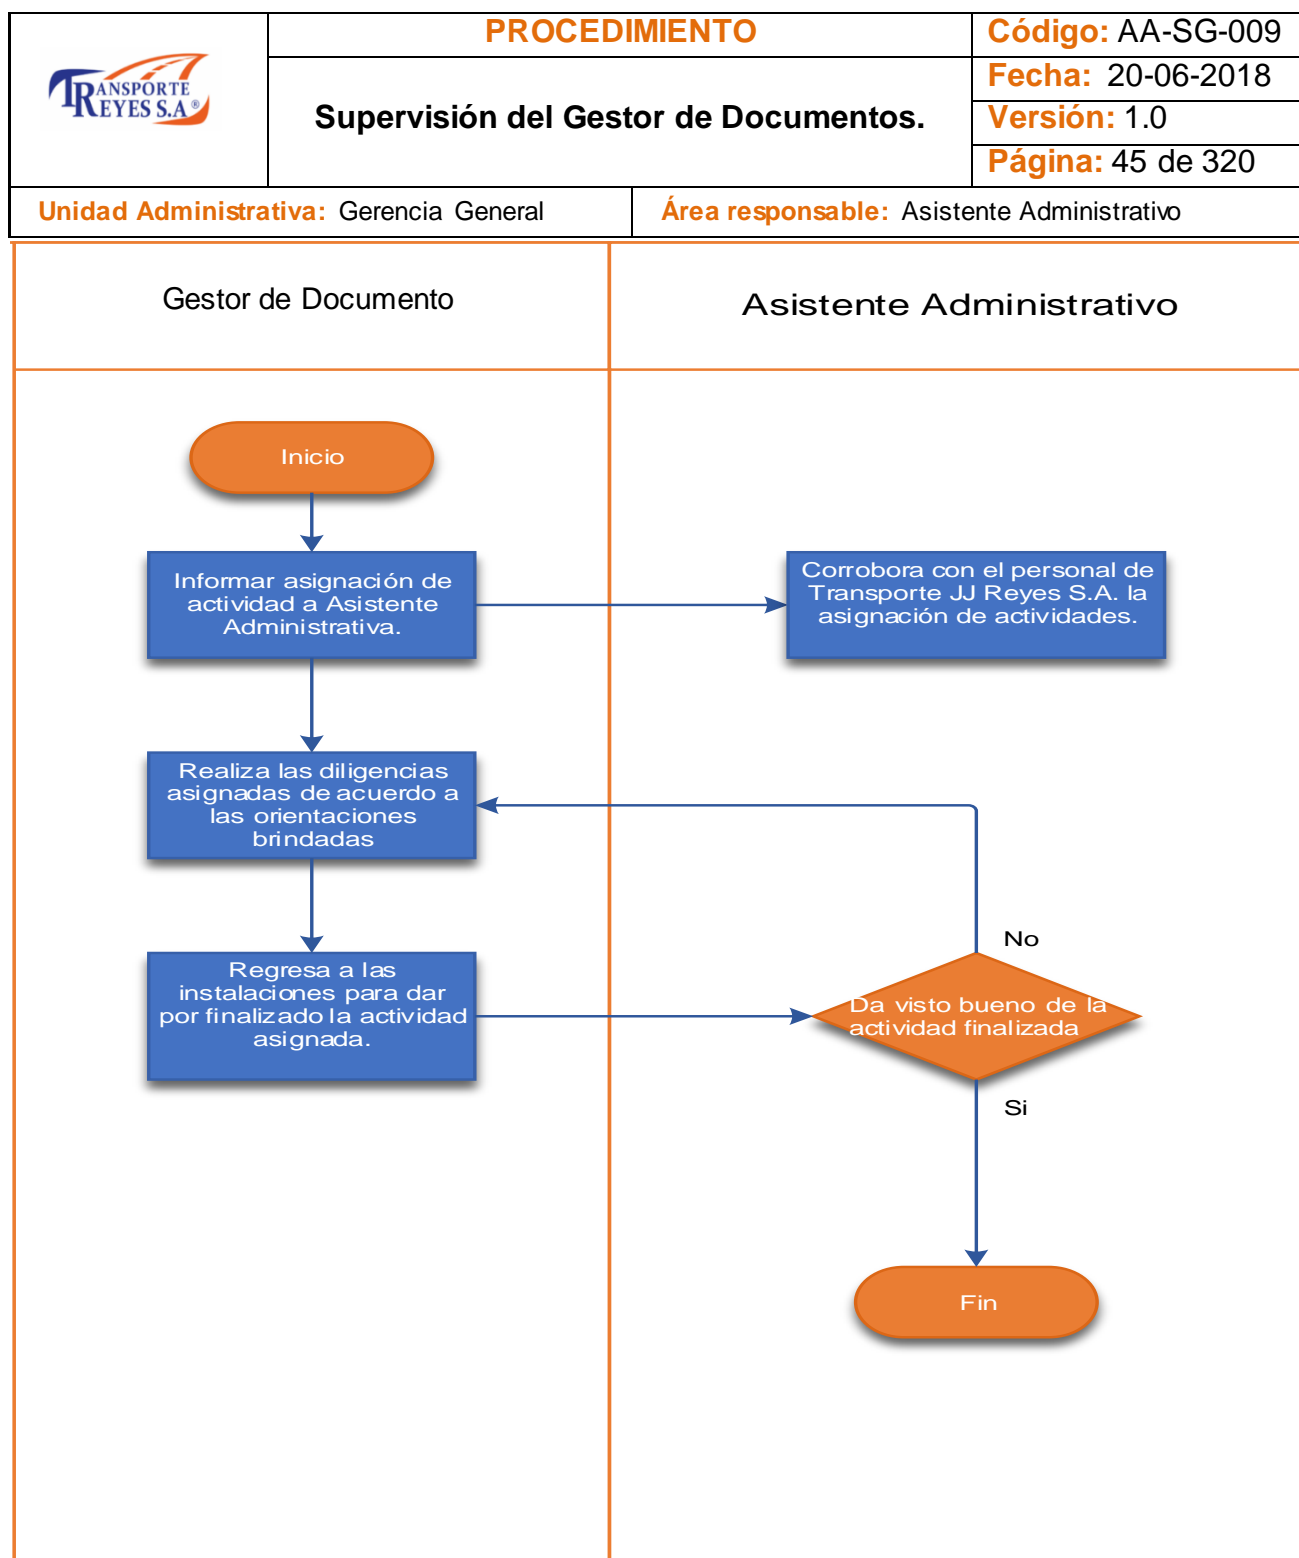 TRANSPORTE
REYES S.A ®
PROCEDIMIENTO
Supervisión del Gestor de Documentos.
Código: AA-SG-009
Fecha: 20-06-2018
Versión: 1.0
Página: 45 de 320
Unidad Administrativa: Gerencia General
Área responsable: Asistente Administrativo
Gestor de Documento
Asistente Administrativo
Inicio
Informar asignación de
actividad a Asistente
Administrativa.
Corrobora con el personal de
Transporte JJ Reyes S.A. la
asignación de actividades.
Realiza las diligencias
asignadas de acuerdo a
las orientaciones
brindadas
No
Regresa a las
instalaciones para dar
por finalizado la actividad
asignada.
Da visto bueno de la
actividad finalizada
Si
Fin